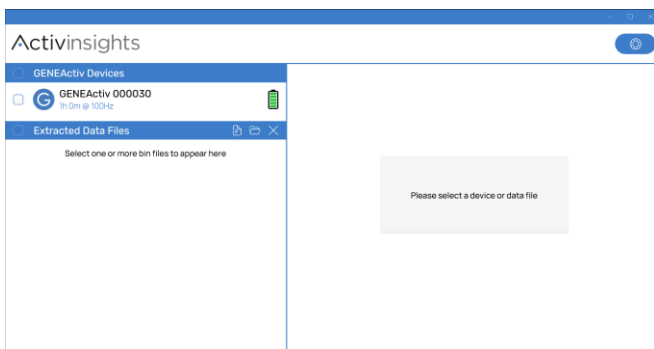 Activinsights
GENEActiv Devices
G
GENEActiv 000030
1h 0m @ 100Hz
Extracted Data Files
Select one or more bin files to appear here
Please select a device or data file